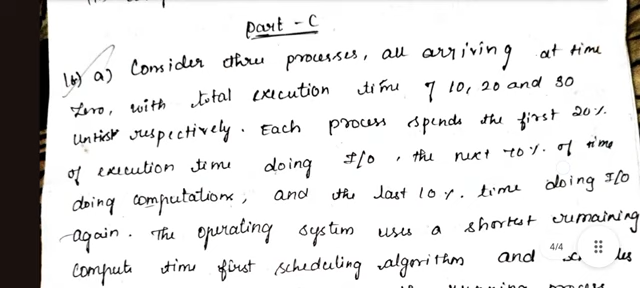 Part - C
16) a) Consider three processes, all arriving at time
zero, with total execution time of 10, 20 and 30
units respectively. Each process spends the first 20%
of execution time doing I/O, the next 70% of time
doing computation, and the last 10%. time doing I/O
again. The operating system uses a shortest remaining
4/4
compute time first scheduling algorithm and
process